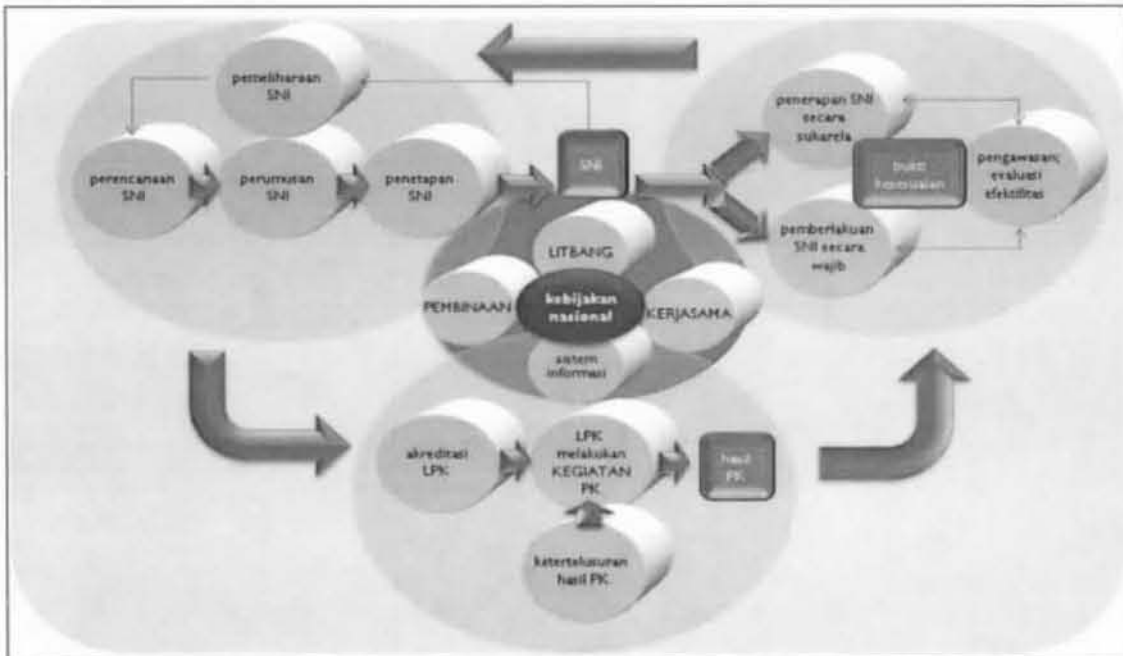 pemeliharaan
SNI
perencanaan
SNI
perumusan
SNI
penetapan
SNI
SNI
penerapan SNI
secara
sukarela
bukti
kesesuaian
pengawasan;
evaluasi
efektifitas
pemberlakuan
SNI secara
wajib
LITBANG
PEMBINAAN
kebijakan
nasional
KERJASAMA
sistem
informasi
akreditasi
LPK
LPK
melakukan
KEGIATAN
PK
hasil
PK
ketertelusuran
hasil PK